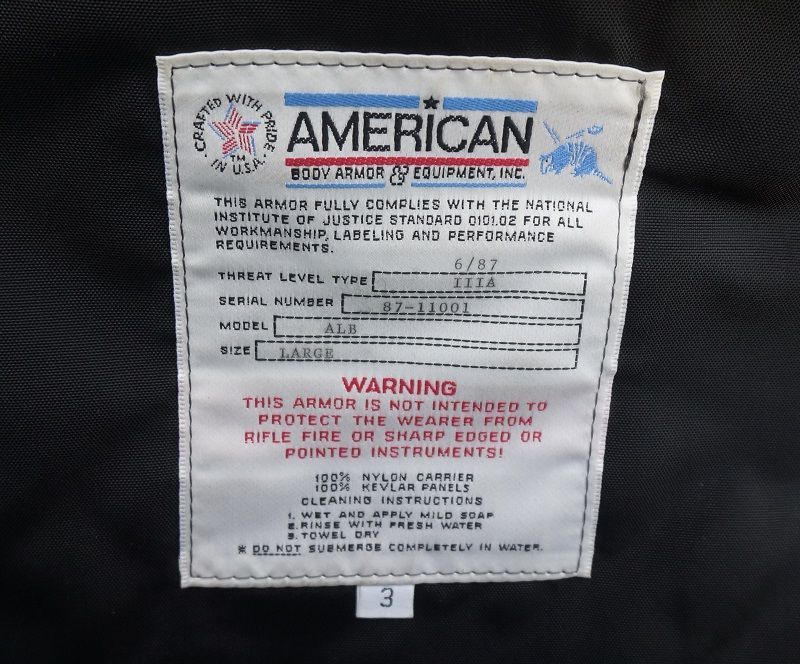 CRAFTED WITH PRIDE
TM
IN U.S.A.
AMERICAN
BODY ARMOR & EQUIPMENT, INC.
THIS ARMOR FULLY COMPLIES WITH THE NATIONAL
INSTITUTE OF JUSTICE STANDARD 0101.02 FOR ALL
WORKMANSHIP, LABELING AND PERFORMANCE
REQUIREMENTS.
6/87
THREAT LEVEL TYPE IIIA
SERIAL NUMBER 87-11001
MODEL ALB
SIZE LARGE
WARNING
THIS ARMOR IS NOT INTENDED TO
PROTECT THE WEARER FROM
RIFLE FIRE OR SHARP EDGED OR
POINTED INSTRUMENTS!
100% NYLON CARRIER
100% KEVLAR PANELS
CLEANING INSTRUCTIONS
1. WET AND APPLY MILD SOAP
2. RINSE WITH FRESH WATER
3. TOWEL DRY
* DO NOT SUBMERGE COMPLETELY IN WATER.
3